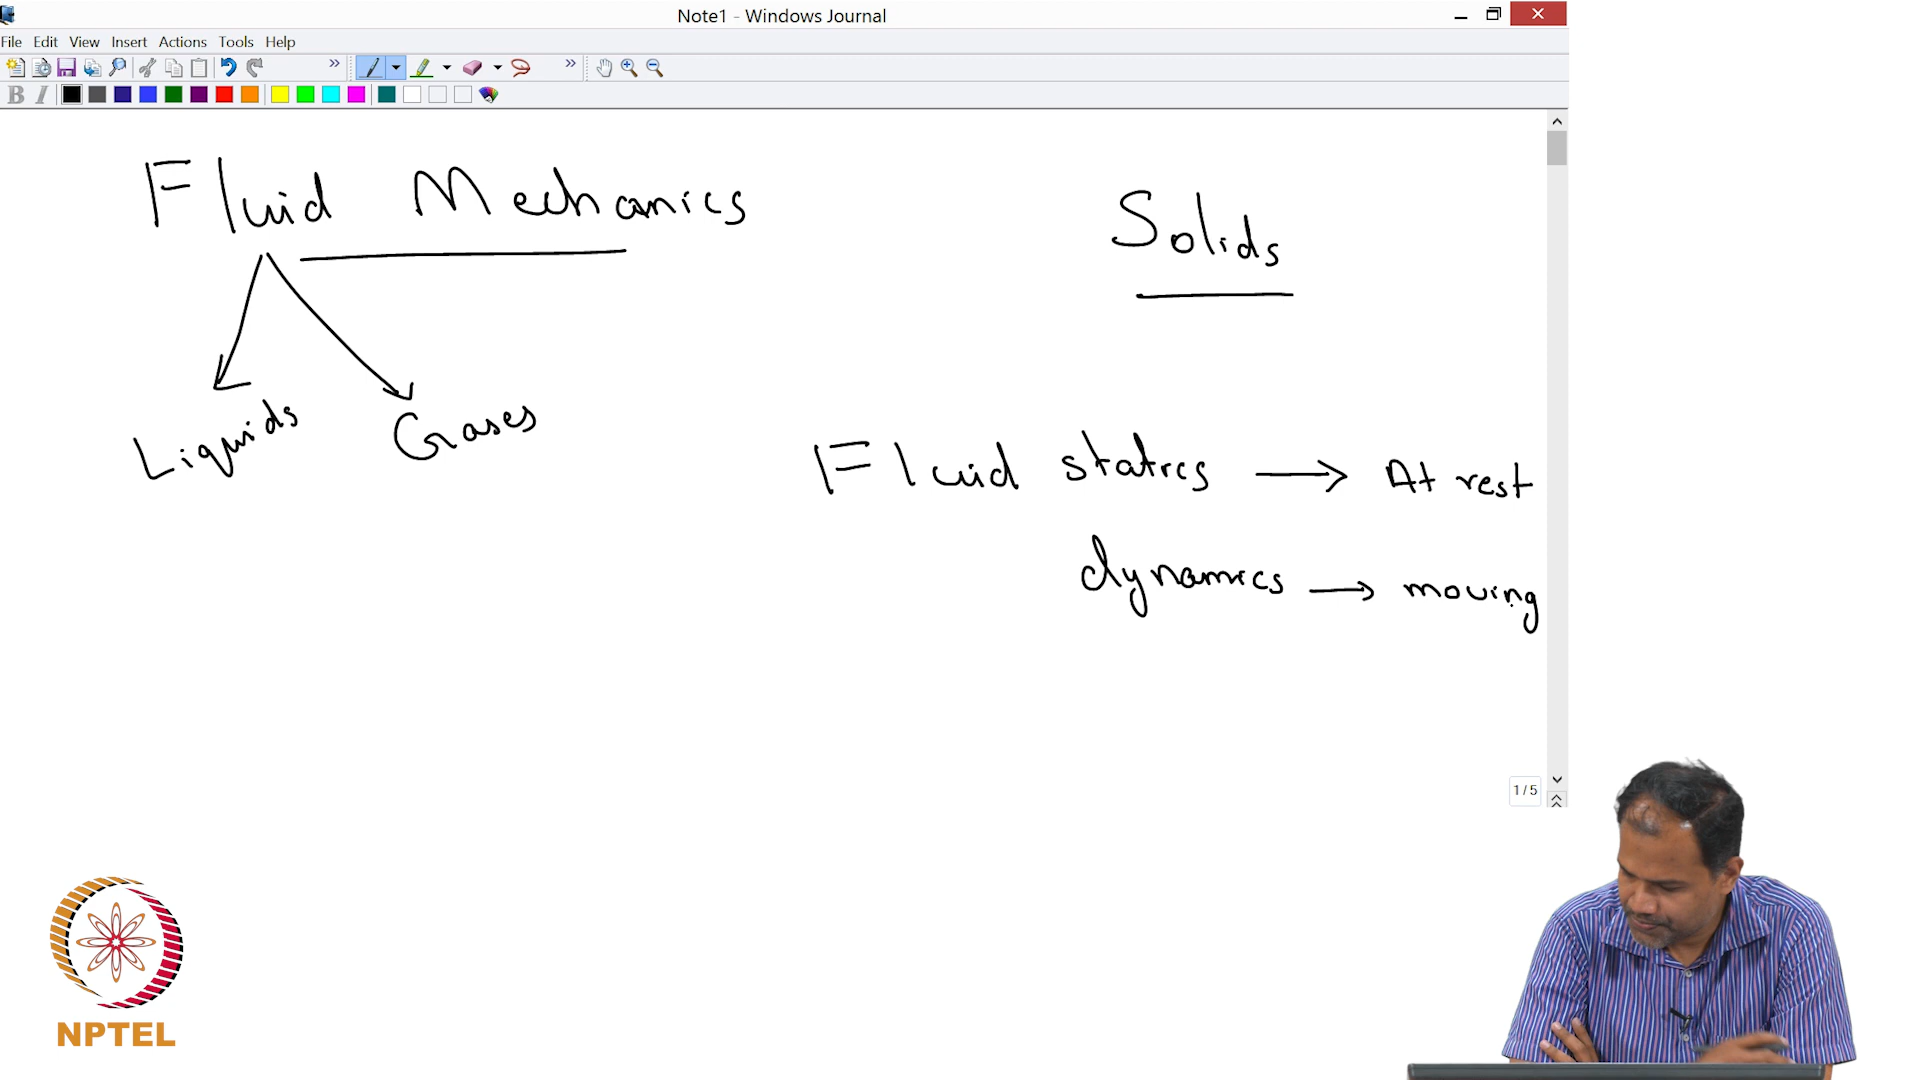 Note1 - Windows Journal
File Edit View Insert Actions Tools Help
B I
Fluid Mechanics
Solids
Liquids Gases
Fluid statics → At rest
dynamics → moving
1 / 5
NPTEL